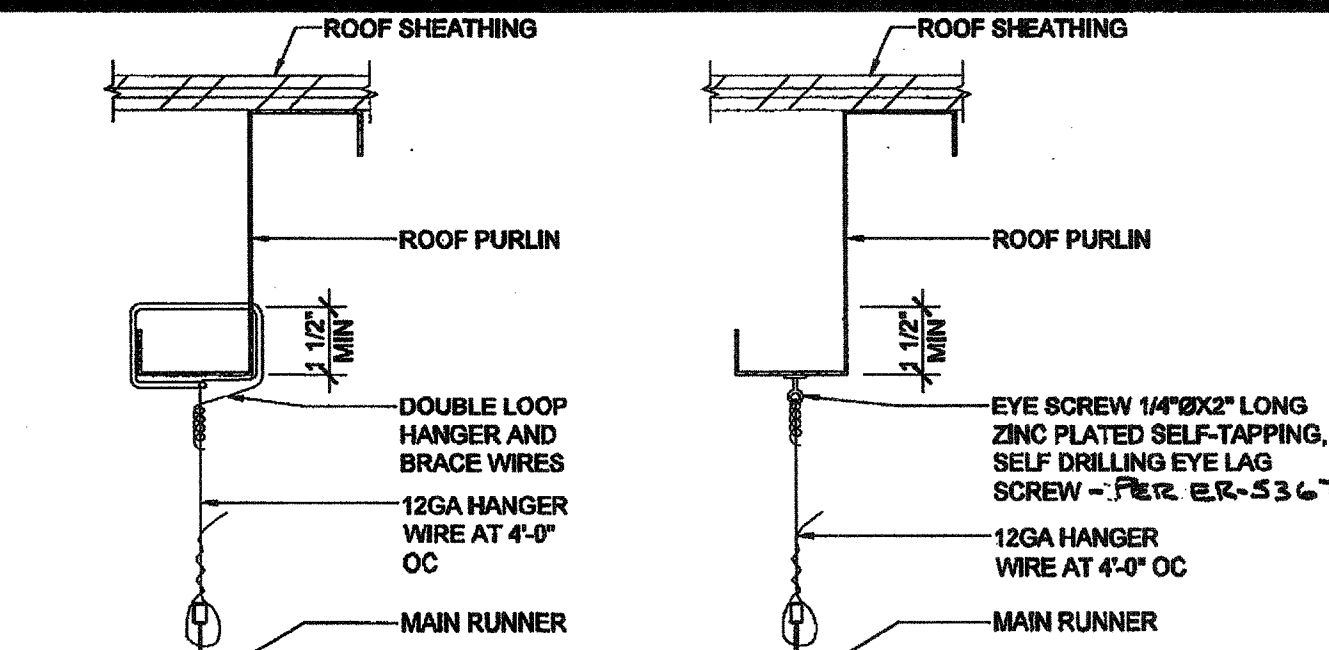 ROOF SHEATHING
ROOF PURLIN
1 1/2"
MIN
DOUBLE LOOP
HANGER AND
BRACE WIRES
12GA HANGER
WIRE AT 4'-0"
OC
MAIN RUNNER
ROOF SHEATHING
ROOF PURLIN
1 1/2"
MIN
EYE SCREW 1/4"ØX2" LONG
ZINC PLATED SELF-TAPPING,
SELF DRILLING EYE LAG
SCREW - PER
12GA HANGER
WIRE AT 4'-0" OC
MAIN RUNNER